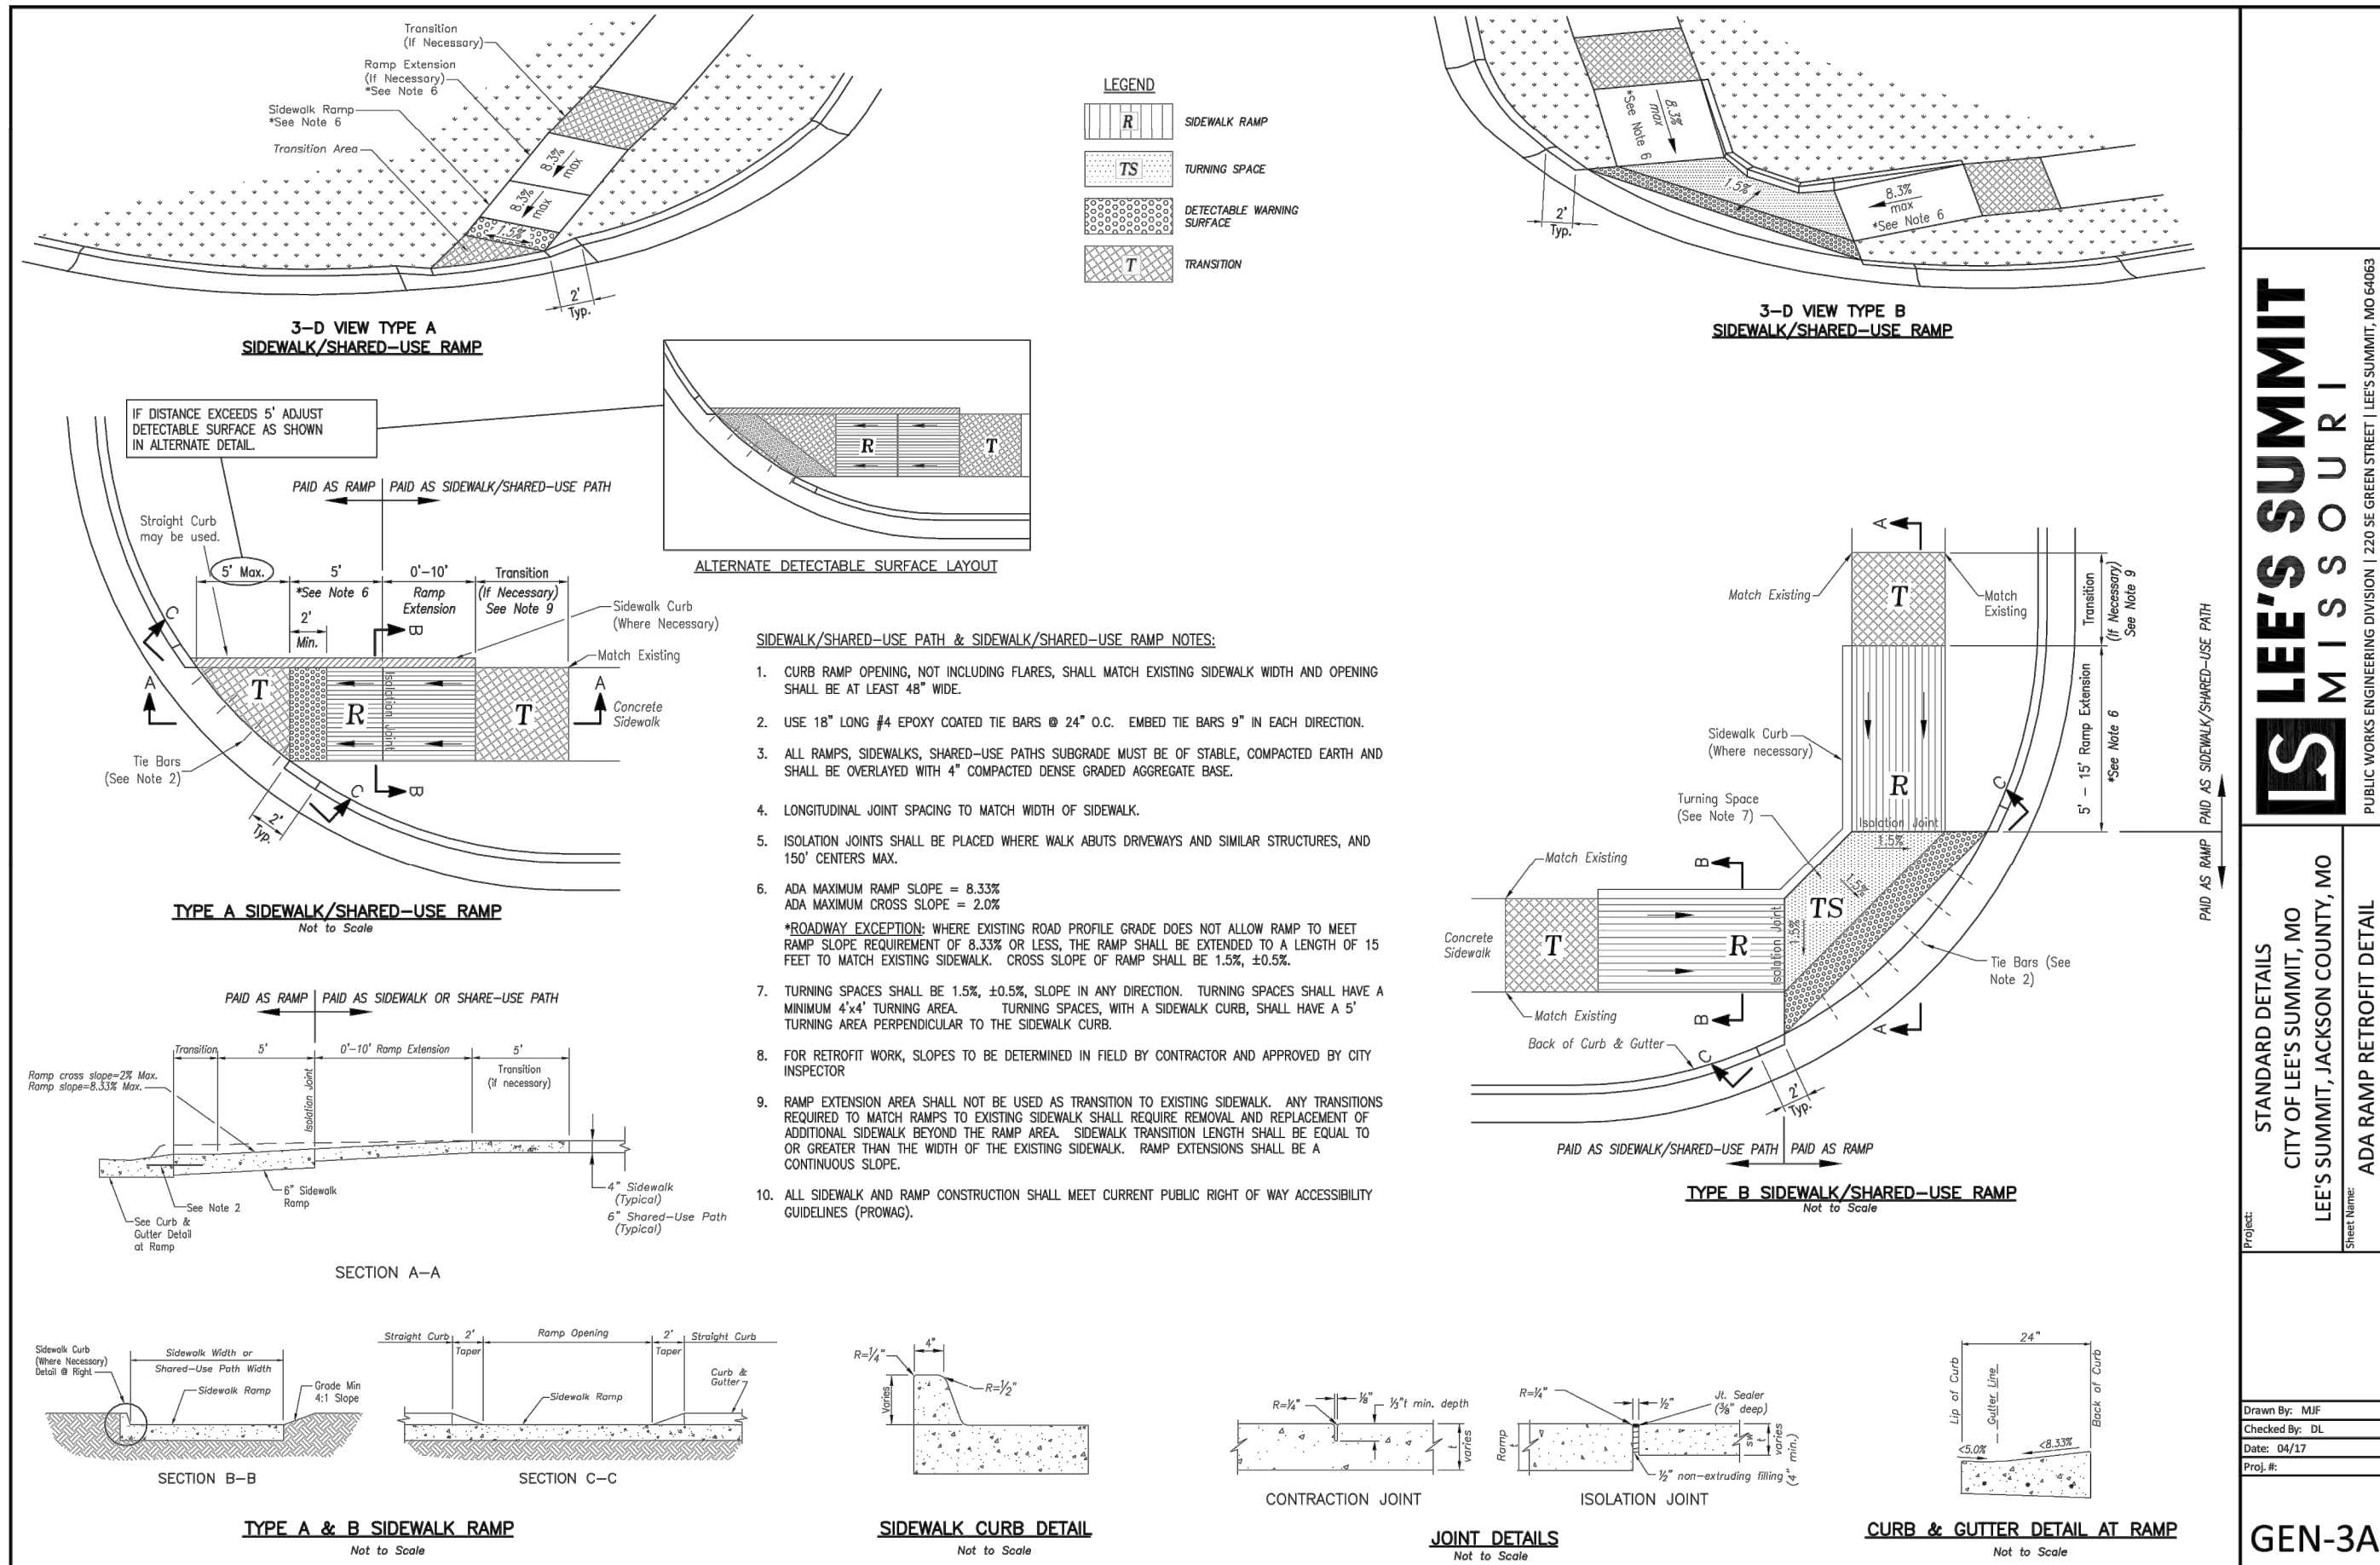 Transition
(If Necessary)
Ramp Extension
(If Necessary)
*See Note 6
Sidewalk Ramp
*See Note 6
Transition Area
8.3%
max
8.3%
max
1.5%
2'
Typ.
3-D VIEW TYPE A
SIDEWALK/SHARED-USE RAMP
LEGEND
R
SIDEWALK RAMP
TS
TURNING SPACE
DETECTABLE WARNING
SURFACE
T
TRANSITION
8.3%
max
*See Note 6
1.5%
8.3%
max
*See Note 6
2'
Typ.
3-D VIEW TYPE B
SIDEWALK/SHARED-USE RAMP
IF DISTANCE EXCEEDS 5' ADJUST
DETECTABLE SURFACE AS SHOWN
IN ALTERNATE DETAIL.
R
T
ALTERNATE DETECTABLE SURFACE LAYOUT
PAID AS RAMP
PAID AS SIDEWALK/SHARED-USE PATH
Straight Curb
may be used.
5' Max.
5'
*See Note 6
2'
Min.
0'-10'
Ramp
Extension
Transition
(If Necessary)
See Note 9
Sidewalk Curb
(Where Necessary)
Match Existing
C
B
A
T
R
Isolation Joint
T
A
Concrete
Sidewalk
Tie Bars
(See Note 2)
C
B
2'
Typ.
TYPE A SIDEWALK/SHARED-USE RAMP
Not to Scale
SIDEWALK/SHARED-USE PATH & SIDEWALK/SHARED-USE RAMP NOTES:
1. CURB RAMP OPENING, NOT INCLUDING FLARES, SHALL MATCH EXISTING SIDEWALK WIDTH AND OPENING
SHALL BE AT LEAST 48" WIDE.
2. USE 18" LONG #4 EPOXY COATED TIE BARS @ 24" O.C. EMBED TIE BARS 9" IN EACH DIRECTION.
3. ALL RAMPS, SIDEWALKS, SHARED-USE PATHS SUBGRADE MUST BE OF STABLE, COMPACTED EARTH AND
SHALL BE OVERLAYED WITH 4" COMPACTED DENSE GRADED AGGREGATE BASE.
4. LONGITUDINAL JOINT SPACING TO MATCH WIDTH OF SIDEWALK.
5. ISOLATION JOINTS SHALL BE PLACED WHERE WALK ABUTS DRIVEWAYS AND SIMILAR STRUCTURES, AND
150' CENTERS MAX.
6. ADA MAXIMUM RAMP SLOPE = 8.33%
ADA MAXIMUM CROSS SLOPE = 2.0%
*ROADWAY EXCEPTION: WHERE EXISTING ROAD PROFILE GRADE DOES NOT ALLOW RAMP TO MEET
RAMP SLOPE REQUIREMENT OF 8.33% OR LESS, THE RAMP SHALL BE EXTENDED TO A LENGTH OF 15
FEET TO MATCH EXISTING SIDEWALK. CROSS SLOPE OF RAMP SHALL BE 1.5%, ±0.5%.
7. TURNING SPACES SHALL BE 1.5%, ±0.5%, SLOPE IN ANY DIRECTION. TURNING SPACES SHALL HAVE A
MINIMUM 4'x4' TURNING AREA. TURNING SPACES, WITH A SIDEWALK CURB, SHALL HAVE A 5'
TURNING AREA PERPENDICULAR TO THE SIDEWALK CURB.
8. FOR RETROFIT WORK, SLOPES TO BE DETERMINED IN FIELD BY CONTRACTOR AND APPROVED BY CITY
INSPECTOR
9. RAMP EXTENSION AREA SHALL NOT BE USED AS TRANSITION TO EXISTING SIDEWALK. ANY TRANSITIONS
REQUIRED TO MATCH RAMPS TO EXISTING SIDEWALK SHALL REQUIRE REMOVAL AND REPLACEMENT OF
ADDITIONAL SIDEWALK BEYOND THE RAMP AREA. SIDEWALK TRANSITION LENGTH SHALL BE EQUAL TO
OR GREATER THAN THE WIDTH OF THE EXISTING SIDEWALK. RAMP EXTENSIONS SHALL BE A
CONTINUOUS SLOPE.
10. ALL SIDEWALK AND RAMP CONSTRUCTION SHALL MEET CURRENT PUBLIC RIGHT OF WAY ACCESSIBILITY
GUIDELINES (PROWAG).
A
Match Existing
T
Match
Existing
Transition
(If Necessary)
See Note 9
Sidewalk Curb
(Where necessary)
R
5' - 15' Ramp Extension
*See Note 6
PAID AS SIDEWALK/SHARED-USE PATH
PAID AS RAMP
Turning Space
(See Note 7)
C
Isolation Joint
1.5%
1.5%
1.5%
TS
Match Existing
B
Concrete
Sidewalk
T
R
Isolation Joint
Tie Bars (See
Note 2)
Match Existing
B
A
Back of Curb & Gutter
C
2'
Typ.
PAID AS SIDEWALK/SHARED-USE PATH
PAID AS RAMP
TYPE B SIDEWALK/SHARED-USE RAMP
Not to Scale
PAID AS RAMP
PAID AS SIDEWALK OR SHARE-USE PATH
Transition
5'
0'-10' Ramp Extension
5'
Transition
(if necessary)
Ramp cross slope=2% Max.
Ramp slope=8.33% Max.
Isolation Joint
See Note 2
6" Sidewalk
Ramp
See Curb &
Gutter Detail
at Ramp
4" Sidewalk
(Typical)
6" Shared-Use Path
(Typical)
SECTION A-A
Sidewalk Curb
(Where Necessary)
Detail @ Right
Sidewalk Width or
Shared-Use Path Width
Sidewalk Ramp
Grade Min
4:1 Slope
SECTION B-B
Straight Curb
2'
Taper
Ramp Opening
2'
Taper
Straight Curb
Curb &
Gutter
Sidewalk Ramp
SECTION C-C
TYPE A & B SIDEWALK RAMP
Not to Scale
4"
R=1/4"
R=1/2"
Varies
SIDEWALK CURB DETAIL
Not to Scale
R=1/4"
1/8"
1/3"t min. depth
t
varies
CONTRACTION JOINT
R=1/4"
1/2"
Jt. Sealer
(3/8" deep)
Ramp
t
sw
t
varies
(4" min.)
1/2" non-extruding filling
ISOLATION JOINT
JOINT DETAILS
Not to Scale
24"
Lip of Curb
Gutter Line
Back of Curb
<5.0%
<8.33%
CURB & GUTTER DETAIL AT RAMP
Not to Scale
LS
LEE'S SUMMIT
MISSOURI
PUBLIC WORKS ENGINEERING DIVISION | 220 SE GREEN STREET | LEE'S SUMMIT, MO 64063
Project:
STANDARD DETAILS
CITY OF LEE'S SUMMIT, MO
LEE'S SUMMIT, JACKSON COUNTY, MO
Sheet Name:
ADA RAMP RETROFIT DETAIL
Drawn By: MJF
Checked By: DL
Date: 04/17
Proj. #:
GEN-3A